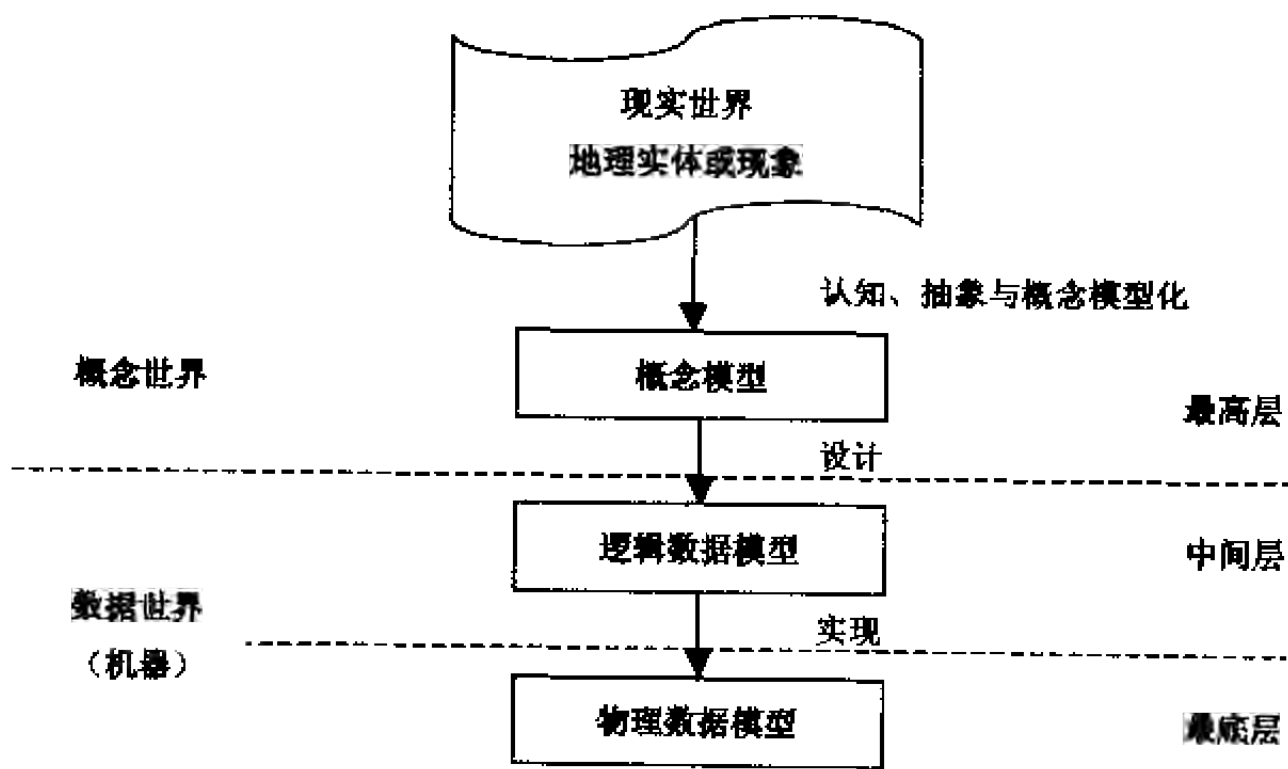 现实世界
地理实体或现象
认知、抽象与概念模型化
概念世界
概念模型
最高层
设计
逻辑数据模型
中间层
数据世界
（机器）
实现
物理数据模型
最底层